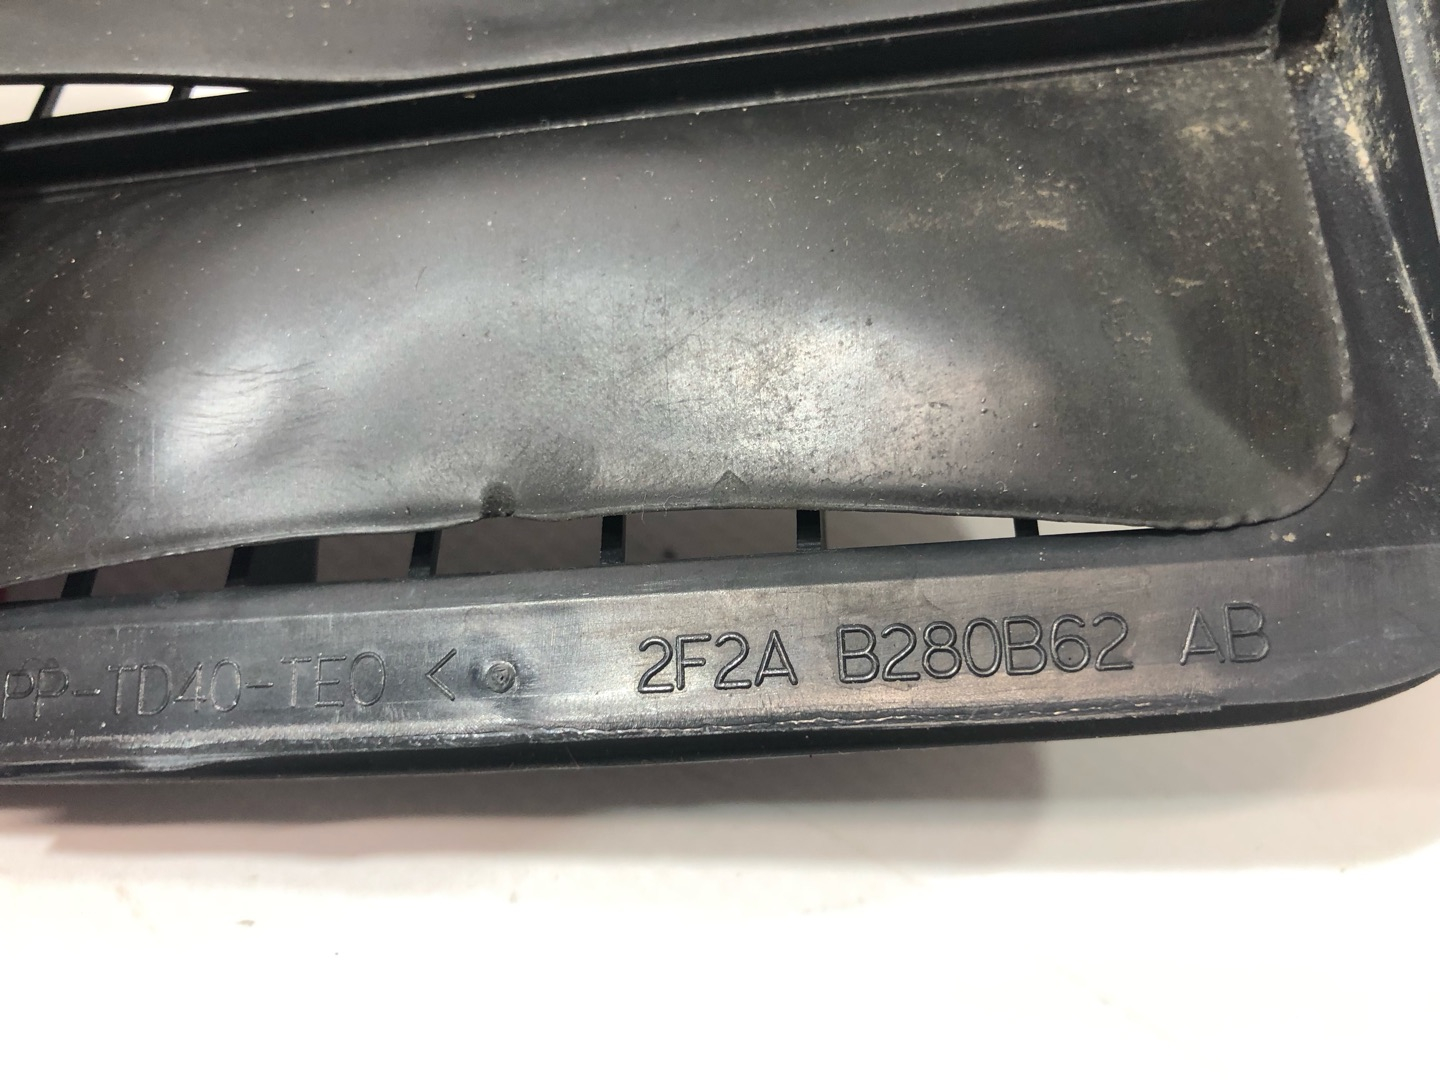 PP-TD40-TEO < 2F2A B280B62 AB